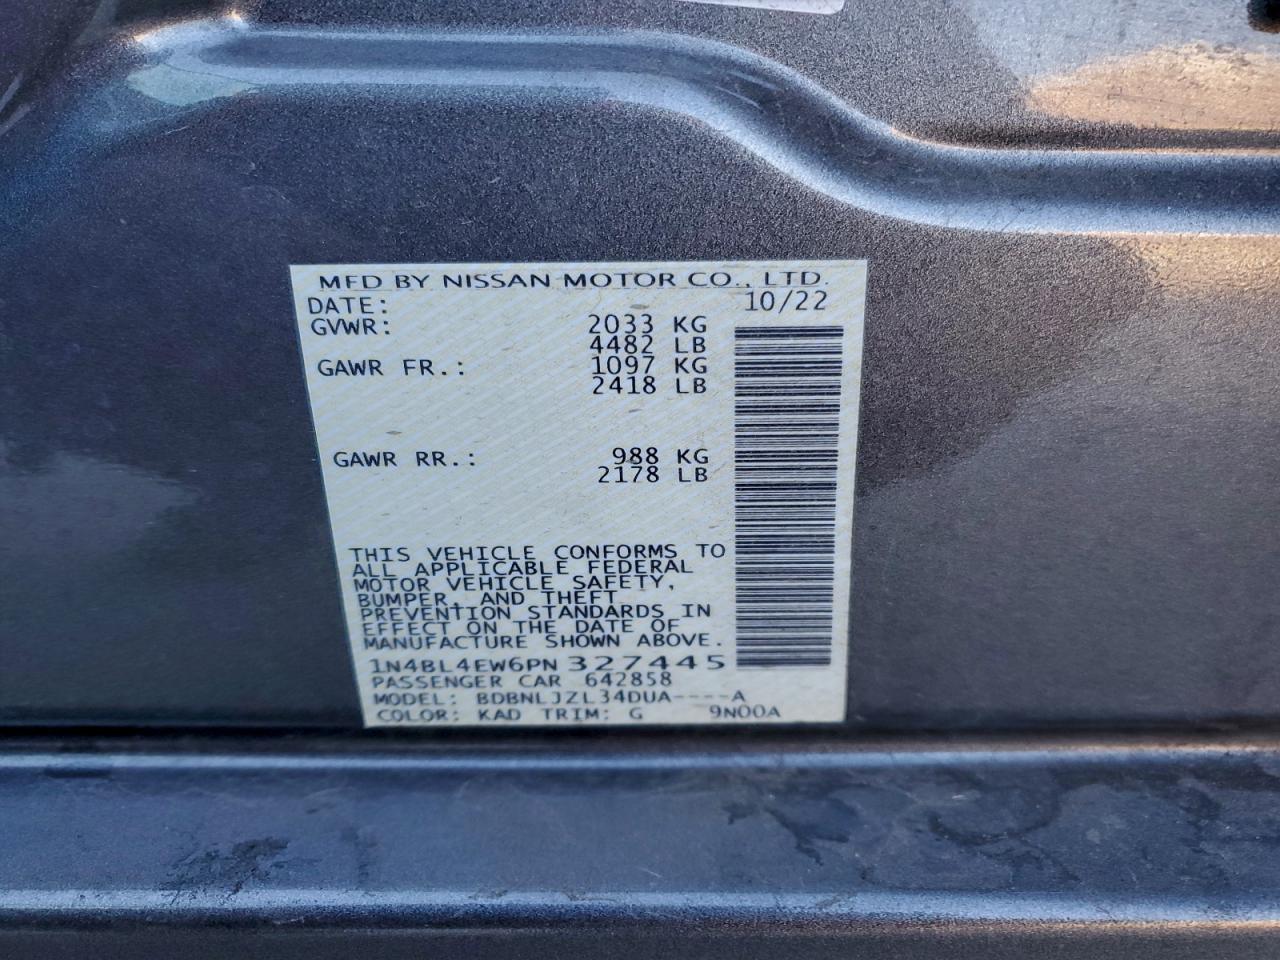 MFD BY NISSAN MOTOR CO., LTD.
DATE: 10/22
GVWR: 2033 KG
4482 LB
GAWR FR.: 1097 KG
2418 LB
GAWR RR.: 988 KG
2178 LB
THIS VEHICLE CONFORMS TO
ALL APPLICABLE FEDERAL
MOTOR VEHICLE SAFETY,
BUMPER, AND THEFT
PREVENTION STANDARDS IN
EFFECT ON THE DATE OF
MANUFACTURE SHOWN ABOVE.
1N4BL4EW6PN 327445
PASSENGER CAR 642858
MODEL: BDBNLJZL34DUA----A
COLOR: KAD TRIM: G 9N00A